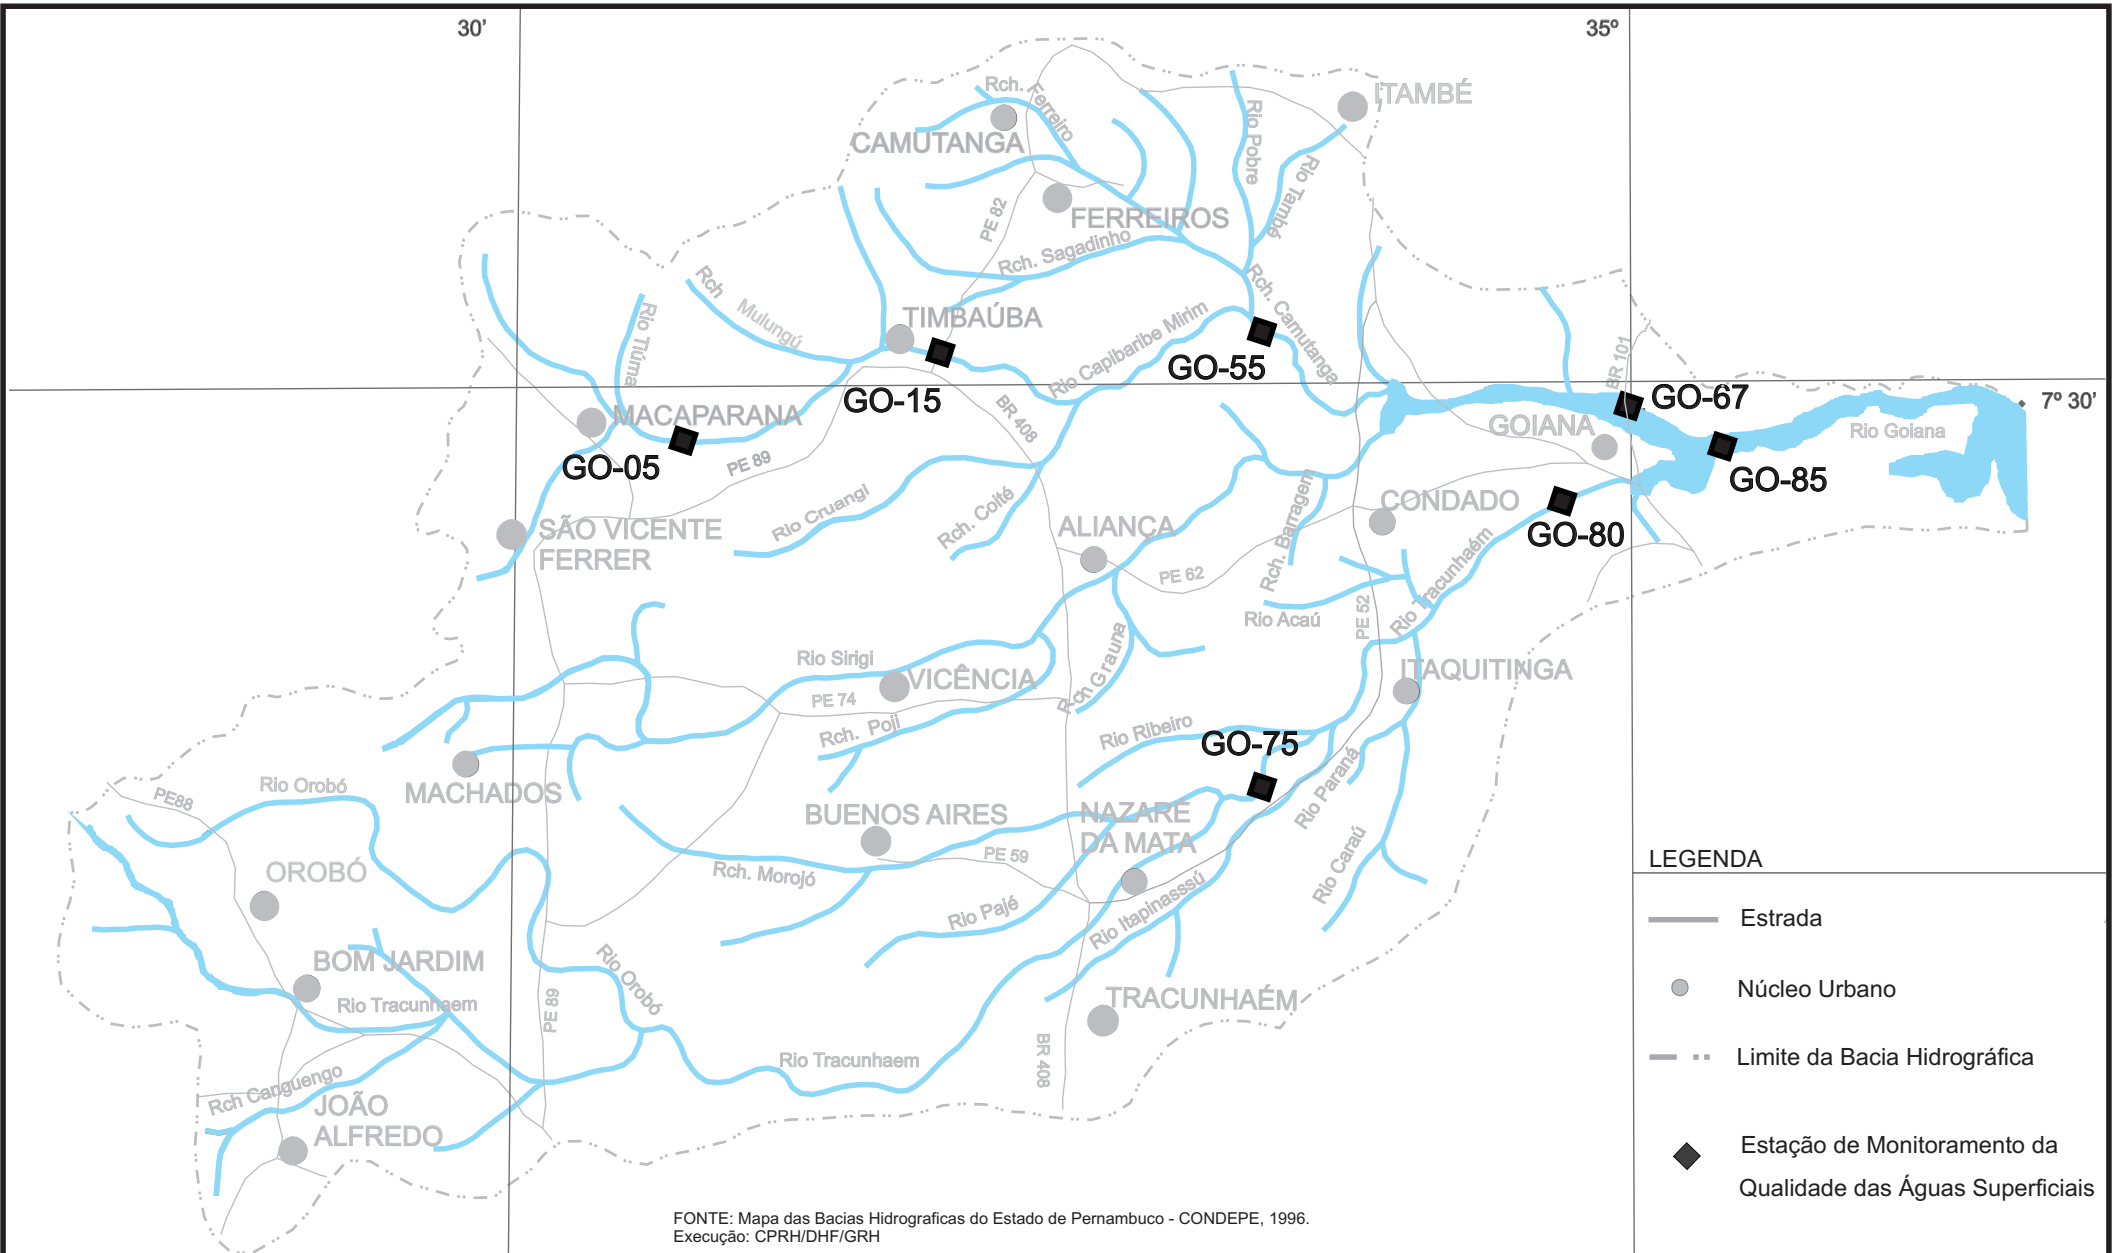 30’
35º
ITAMBÉ
Rch.
Ferreiro
CAMUTANGA
Rio Pobre
Rio També
PE 82
FERREIROS
Rch. Sagadinho
Rch
Mulungú
Rio Tiúma
TIMBAÚBA
Rio Capibaribe Mirim
Rch. Camutanga
GO-55
BR 101
GO-15
GO-67
7º 30’
MACAPARANA
BR 408
GOIANA
Rio Goiana
GO-05
PE 89
GO-85
Rio Cruangi
Rch. Coité
Rch. Barragem
CONDADO
SÃO VICENTE
FERRER
ALIANÇA
GO-80
PE 62
Rio Tracunhaém
Rio Acaú
PE 52
Rio Sirigi
VICÊNCIA
Rch Grauna
ITAQUITINGA
PE 74
Rch. Poji
Rio Ribeiro
GO-75
Rio Orobó
PE88
MACHADOS
Rio Paraná
BUENOS AIRES
NAZARÉ
DA MATA
PE 59
Rch. Morojó
Rio Caraú
OROBÓ
Rio Pajé
Rio Itapinasssú
BOM JARDIM
Rio Orobó
Rio Tracunhaem
PE 89
TRACUNHAÉM
Rio Tracunhaem
BR 408
Rch Canguengo
JOÃO
ALFREDO
LEGENDA
Estrada
Núcleo Urbano
Limite da Bacia Hidrográfica
Estação de Monitoramento da
Qualidade das Águas Superficiais
FONTE: Mapa das Bacias Hidrograficas do Estado de Pernambuco - CONDEPE, 1996.
Execução: CPRH/DHF/GRH